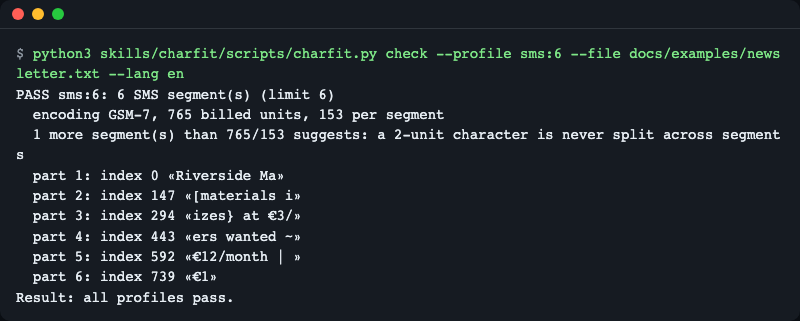 $ python3 skills/charfit/scripts/charfit.py check --profile sms:6 --file docs/examples/news
letter.txt --lang en
PASS sms:6: 6 SMS segment(s) (limit 6)
  encoding GSM-7, 765 billed units, 153 per segment
  1 more segment(s) than 765/153 suggests: a 2-unit character is never split across segment
s
  part 1: index 0 «Riverside Ma»
  part 2: index 147 «[materials i»
  part 3: index 294 «izes} at €3/»
  part 4: index 443 «ers wanted ~»
  part 5: index 592 «€12/month | »
  part 6: index 739 «€1»
Result: all profiles pass.